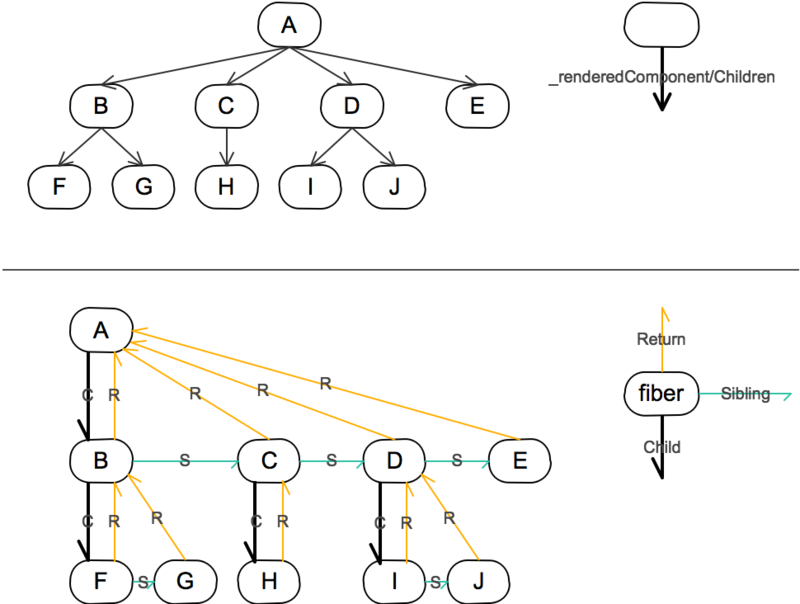 A
_renderedComponent/Children
B C D E
F G H I J
A
Return
R
C R R R
fiber Sibling
Child
B S C S D S E
C R R C R C R R
F S G H I S J